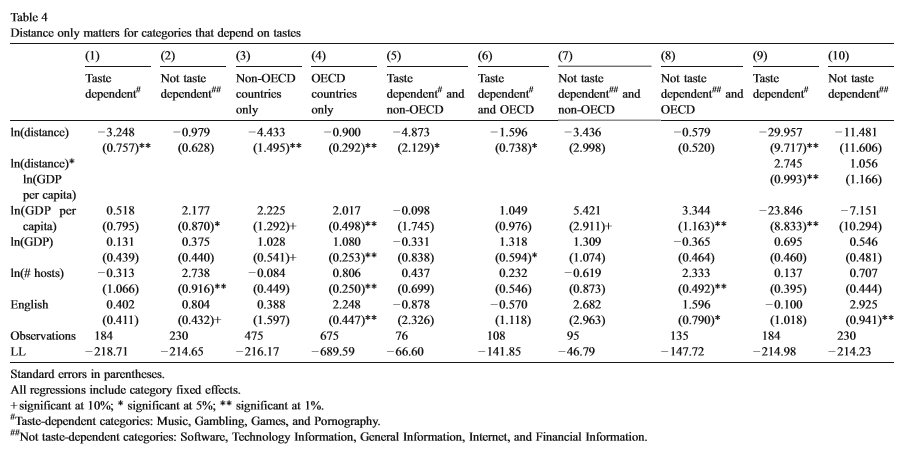 Table 4
Distance only matters for categories that depend on tastes
(1) (2) (3) (4) (5) (6) (7) (8) (9) (10)
Taste Not taste Non-OECD OECD Taste Taste Not taste Not taste Taste Not taste
dependent# dependent## countries countries dependent# and dependent# dependent## and dependent## and dependent# dependent##
only only non-OECD and OECD non-OECD OECD
ln(distance) −3.248 −0.979 −4.433 −0.900 −4.873 −1.596 −3.436 −0.579 −29.957 −11.481
(0.757)** (0.628) (1.495)** (0.292)** (2.129)* (0.738)* (2.998) (0.520) (9.717)** (11.606)
ln(distance)* 2.745 1.056
ln(GDP (0.993)** (1.166)
per capita)
ln(GDP per 0.518 2.177 2.225 2.017 −0.098 1.049 5.421 3.344 −23.846 −7.151
capita) (0.795) (0.870)* (1.292)+ (0.498)** (1.745) (0.976) (2.911)+ (1.163)** (8.833)** (10.294)
ln(GDP) 0.131 0.375 1.028 1.080 −0.331 1.318 1.309 −0.365 0.695 0.546
(0.439) (0.440) (0.541)+ (0.253)** (0.838) (0.594)* (1.074) (0.464) (0.460) (0.481)
ln(# hosts) −0.313 2.738 −0.084 0.806 0.437 0.232 −0.619 2.333 0.137 0.707
(1.066) (0.916)** (0.449) (0.250)** (0.699) (0.546) (0.873) (0.492)** (0.395) (0.444)
English 0.402 0.804 0.388 2.248 −0.878 −0.570 2.682 1.596 −0.100 2.925
(0.411) (0.432)+ (1.597) (0.447)** (2.326) (1.118) (2.963) (0.790)* (1.018) (0.941)**
Observations 184 230 475 675 76 108 95 135 184 230
LL −218.71 −214.65 −216.17 −689.59 −66.60 −141.85 −46.79 −147.72 −214.98 −214.23
Standard errors in parentheses.
All regressions include category fixed effects.
+significant at 10%; * significant at 5%; ** significant at 1%.
#Taste-dependent categories: Music, Gambling, Games, and Pornography.
##Not taste-dependent categories: Software, Technology Information, General Information, Internet, and Financial Information.